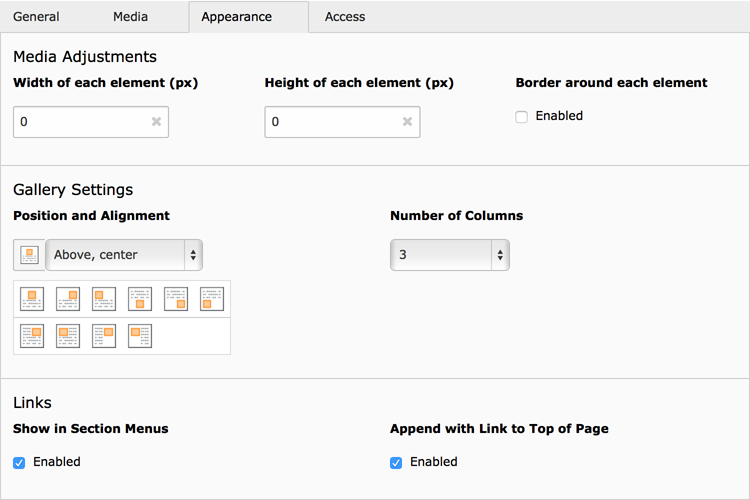 General Media Appearance Access
Media Adjustments
Width of each element (px) Height of each element (px) Border around each element
0 0 Enabled
Gallery Settings
Position and Alignment Number of Columns
Above, center 3
Links
Show in Section Menus Append with Link to Top of Page
Enabled Enabled